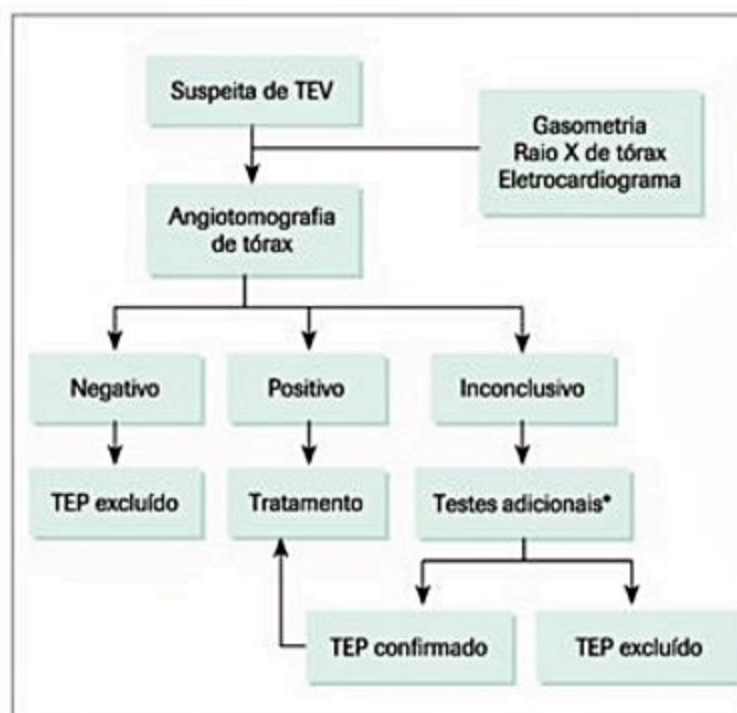 Suspeita de TEV
Gasometria
Raio X de tórax
Eletrocardiograma
Angiotomografia
de tórax
Negativo
Positivo
Inconclusivo
TEP excluído
Tratamento
Testes adicionais*
TEP confirmado
TEP excluído